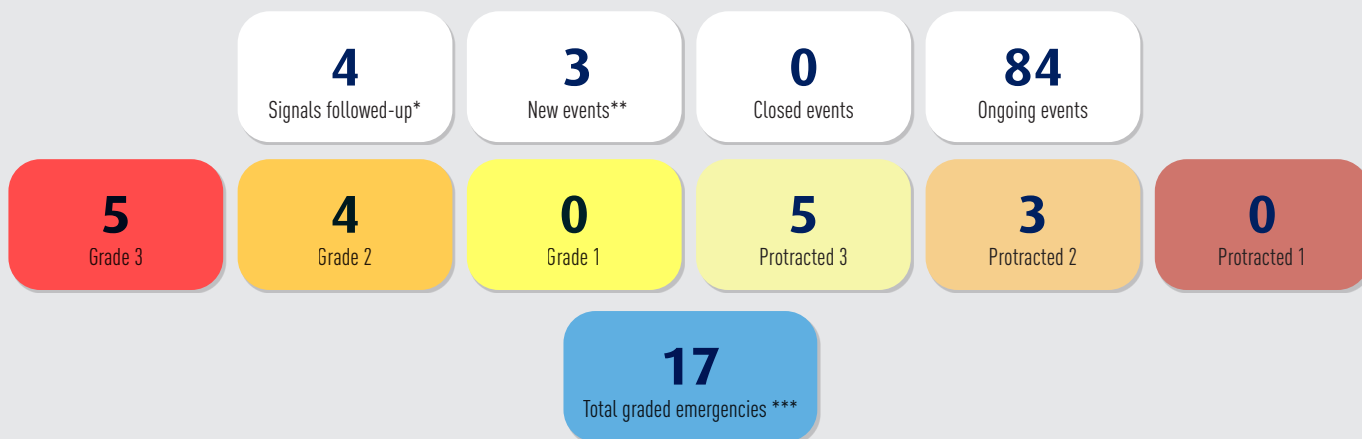 4
Signals followed-up*
3
New events**
0
Closed events
84
Ongoing events
5
Grade 3
4
Grade 2
0
Grade 1
5
Protracted 3
3
Protracted 2
0
Protracted 1
17
Total graded emergencies ***